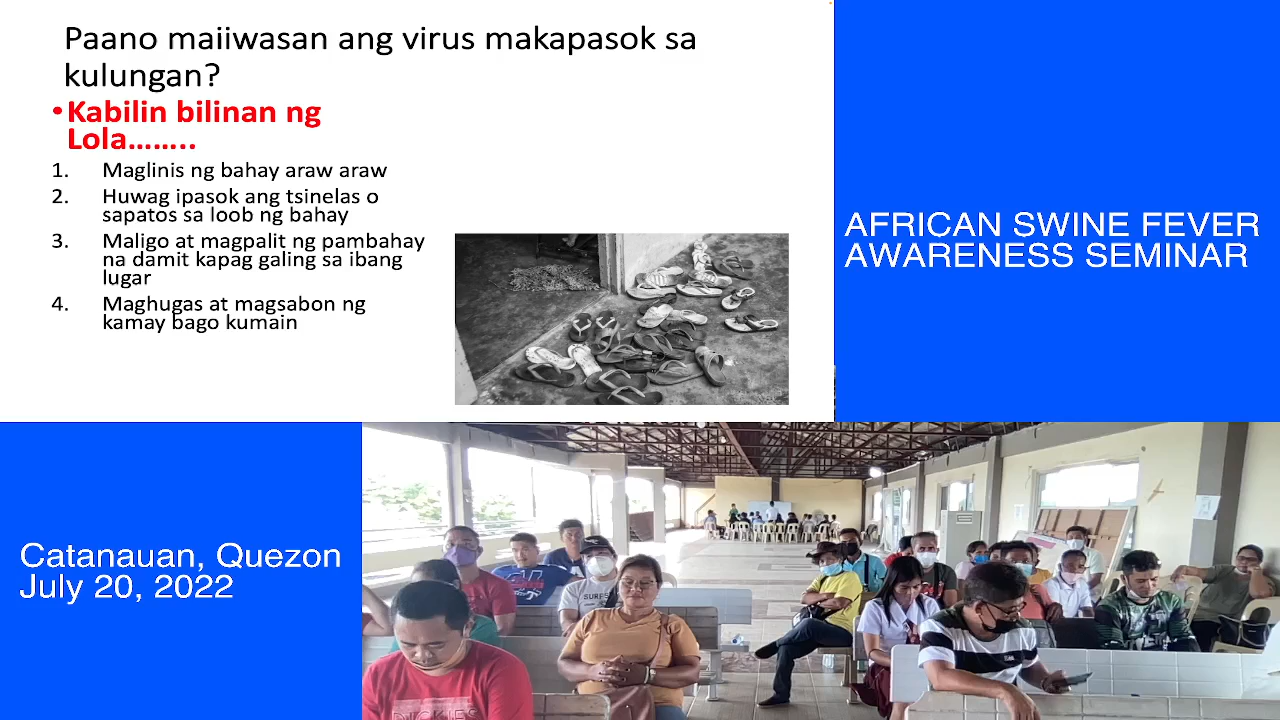 Paano maiiwasan ang virus makapasok sa
kulungan?
•Kabilin bilinan ng
Lola……..
1. Maglinis ng bahay araw araw
2. Huwag ipasok ang tsinelas o
sapatos sa loob ng bahay
3. Maligo at magpalit ng pambahay
na damit kapag galing sa ibang
lugar
4. Maghugas at magsabon ng
kamay bago kumain
AFRICAN SWINE FEVER
AWARENESS SEMINAR
Catanauan, Quezon
July 20, 2022
SURFS
DICKIES